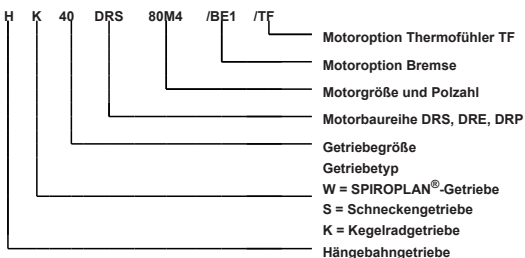 H K 40 DRS 80M4 /BE1 /TF
Motoroption Thermofühler TF
Motoroption Bremse
Motorgröße und Polzahl
Motorbaureihe DRS, DRE, DRP
Getriebegröße
Getriebetyp
W = SPIROPLAN®-Getriebe
S = Schneckengetriebe
K = Kegelradgetriebe
Hängebahngetriebe